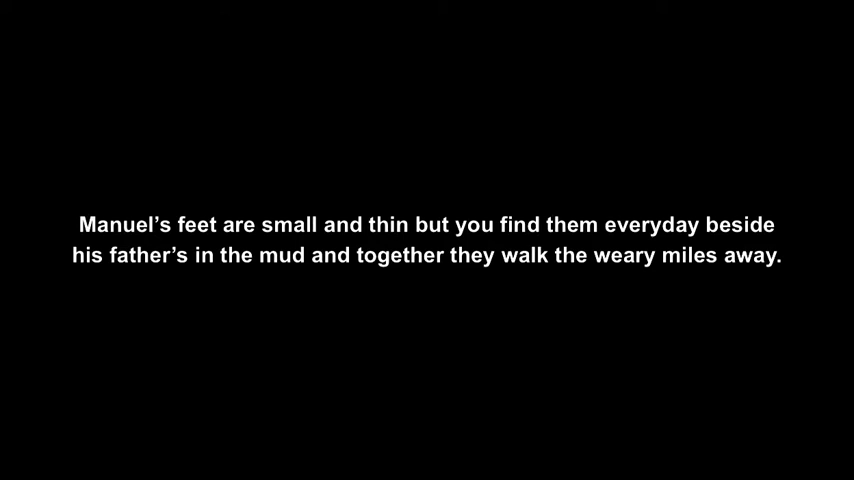 Manuel’s feet are small and thin but you find them everyday beside
his father’s in the mud and together they walk the weary miles away.